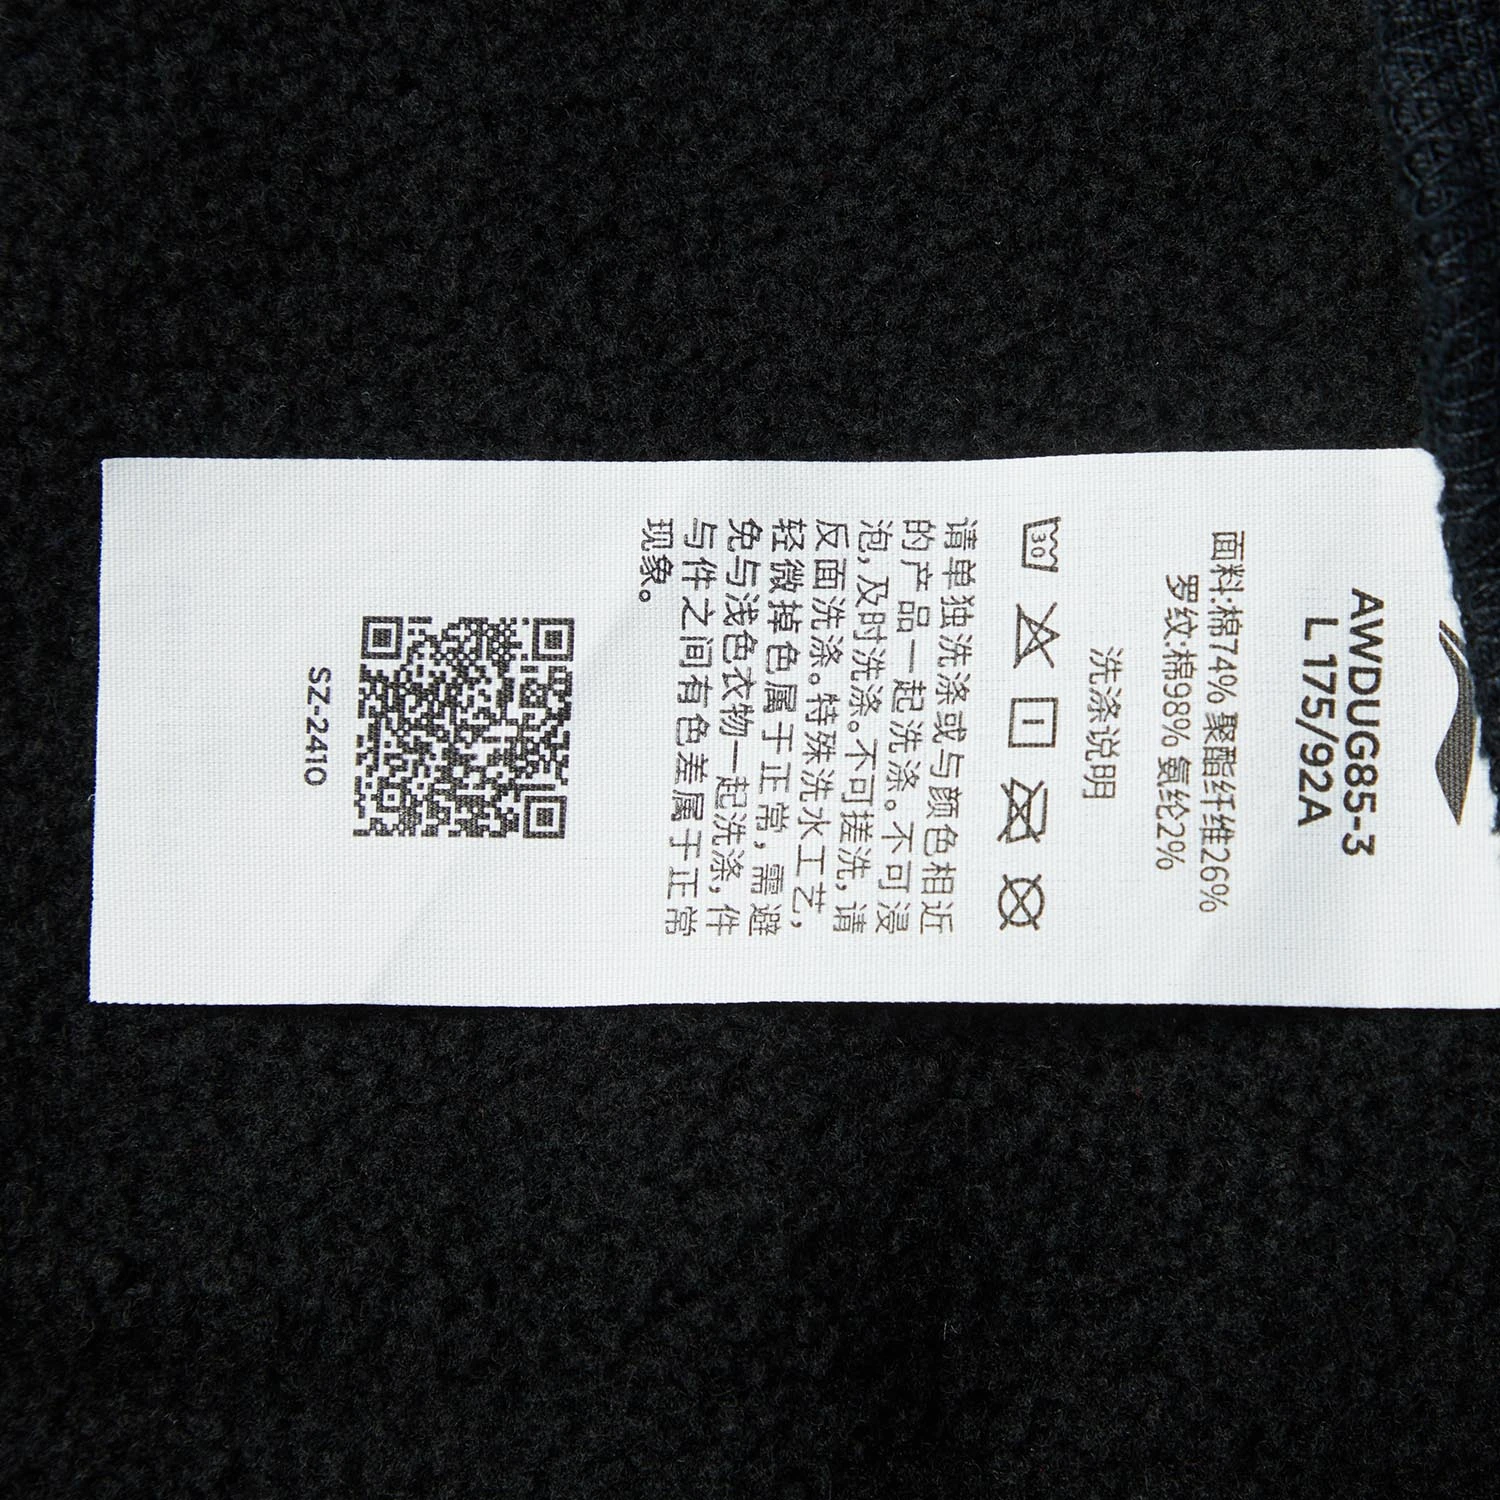 AWDUG85-3
L 175/92A
面料:棉74% 聚酯纤维26%
罗纹:棉98% 氨纶2%
洗涤说明
30
请单独洗涤或与颜色相近
的产品一起洗涤。不可浸
泡,及时洗涤。不可搓洗,请
反面洗涤。特殊洗水工艺,
轻微掉色属于正常,需避
免与浅色衣物一起洗涤,件
与件之间有色差属于正常
现象。
SZ-2410